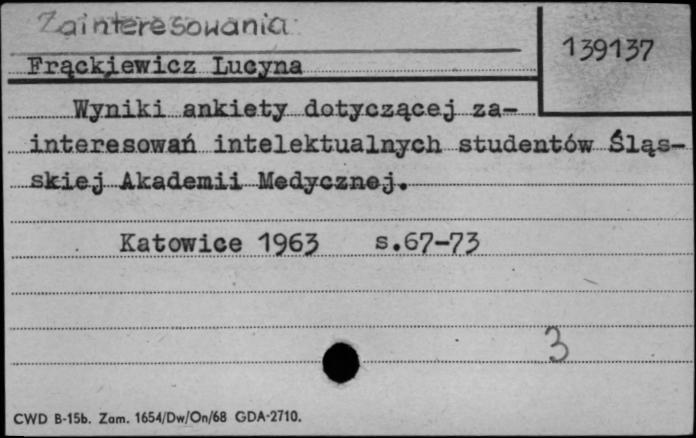 Zainteresowania
139137
Frąckiewicz Lucyna
Wyniki ankiety dotyczącej za-
interesowań intelektualnych studentów Śląs-
skiej Akademii Medycznej.
Katowice 1963 s.67-73
3
CWD B-15b. Zam. 1654/Dw/On/68 GDA-2710.